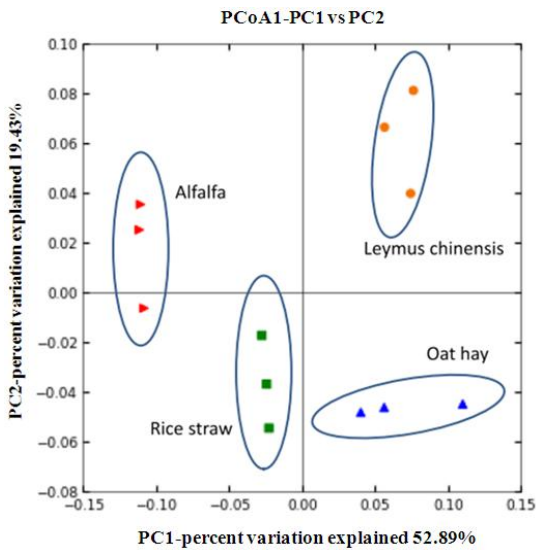 PCoA1-PC1 vs PC2
0.10
0.08
0.06
0.04
0.02
0.00
−0.02
−0.04
−0.06
−0.08
PC2-percent variation explained 19.43%
Alfalfa
Leymus chinensis
Oat hay
Rice straw
−0.15 −0.10 −0.05 0.00 0.05 0.10 0.15
PC1-percent variation explained 52.89%